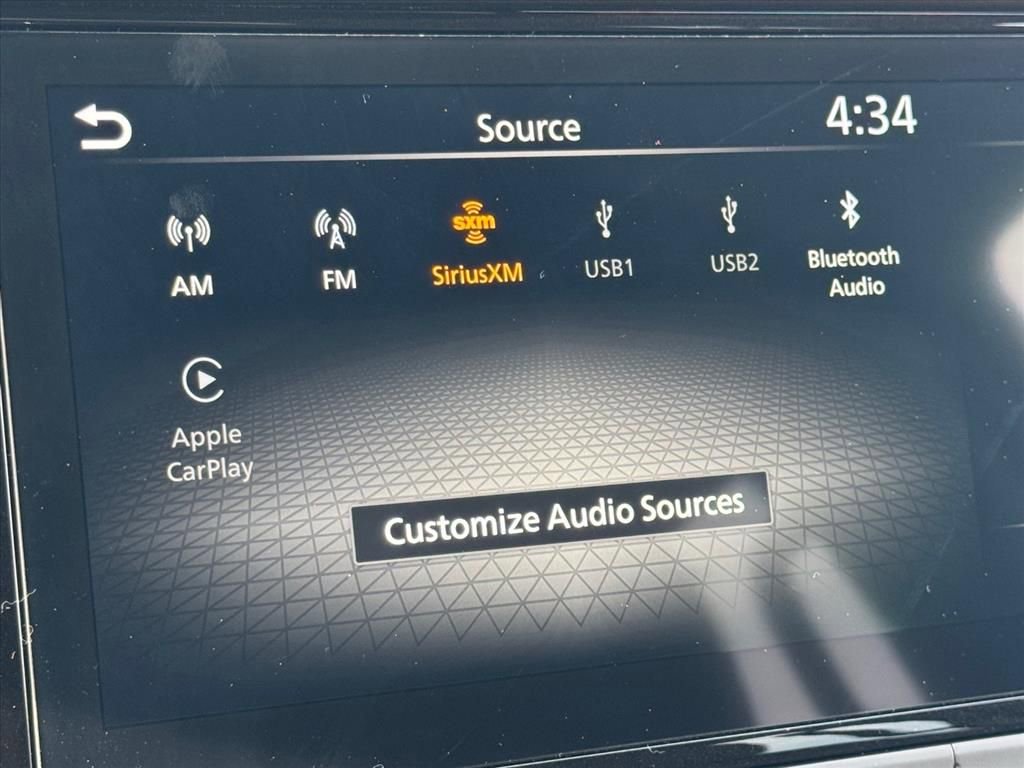 Source
4:34
sxm
AM
FM
SiriusXM
USB1
USB2
Bluetooth
Audio
Apple
CarPlay
Customize Audio Sources